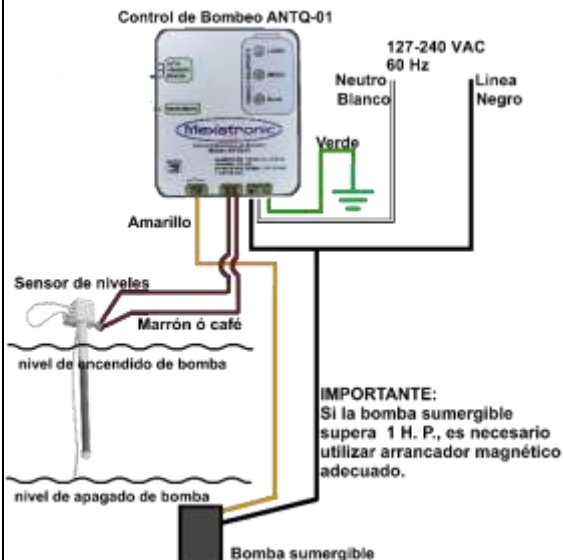 Control de Bombeo ANTQ-01
127-240 VAC
60 Hz
Neutro
Blanco
Linea
Negro
Mexistronic
Verde
Amarillo
Sensor de niveles
Marrón ó café
nivel de encendido de bomba
IMPORTANTE:
Si la bomba sumergible
supera 1 H. P., es necesario
utilizar arrancador magnético
adecuado.
nivel de apagado de bomba
Bomba sumergible